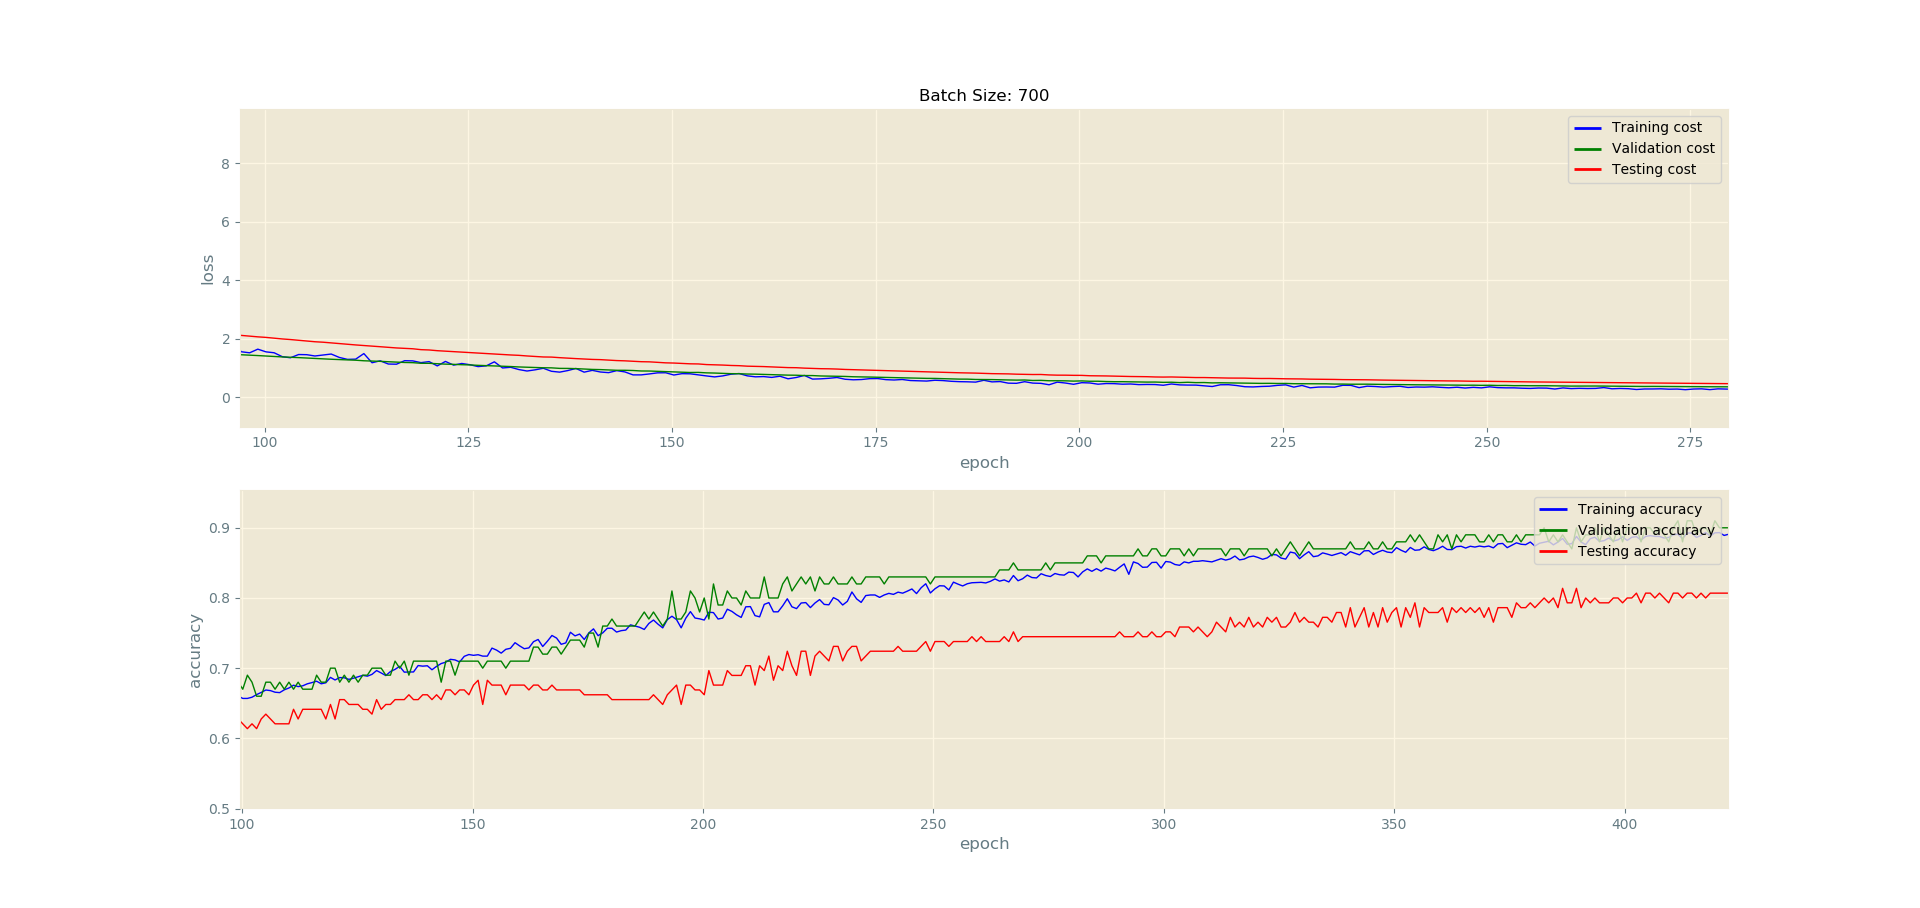 Batch Size: 700
Training cost
Validation cost
Testing cost
8
6
4
2
0
loss
100 125 150 175 200 225 250 275
epoch
Training accuracy
Validation accuracy
Testing accuracy
0.9
0.8
0.7
0.6
0.5
accuracy
100 150 200 250 300 350 400
epoch